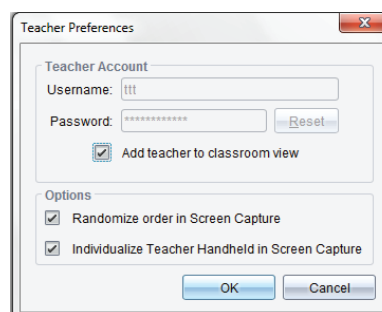 Teacher Preferences
Teacher Account
Username: ttt
Password: ************ Reset
Add teacher to classroom view
Options
Randomize order in Screen Capture
Individualize Teacher Handheld in Screen Capture
OK Cancel